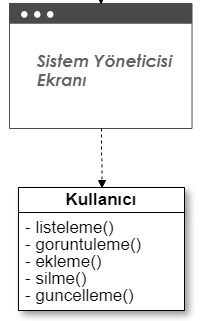 Sistem Yöneticisi
Ekranı
Kullanıcı
- listeleme()
- goruntuleme()
- ekleme()
- silme()
- guncelleme()